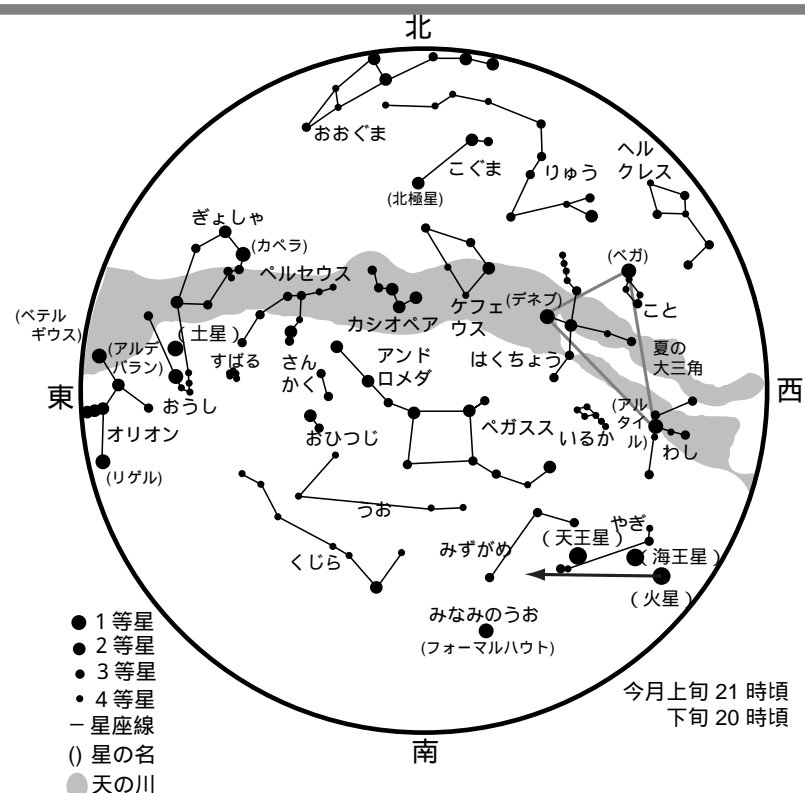 北
おおぐま
こぐま
(北極星)
りゅう
ヘル
クレス
ぎょしゃ
(カペラ)
ペルセウス
カシオペア
ケフェ
ウス
(デネブ)
(ベガ)
こと
夏の
大三角
はくちょう
(ベテル
ギウス)
(アルデ
バラン)
(土星)
すばる
さん
かく
アンド
ロメダ
東
西
おうし
オリオン
(リゲル)
おひつじ
ペガスス
いるか
(アル
タイ
ル)
わし
うお
くじら
みずがめ
(天王星)
やぎ
(海王星)
(火星)
みなみのうお
(フォーマルハウト)
南
1等星
2等星
3等星
4等星
星座線
() 星の名
天の川
今月上旬 21 時頃
下旬 20 時頃